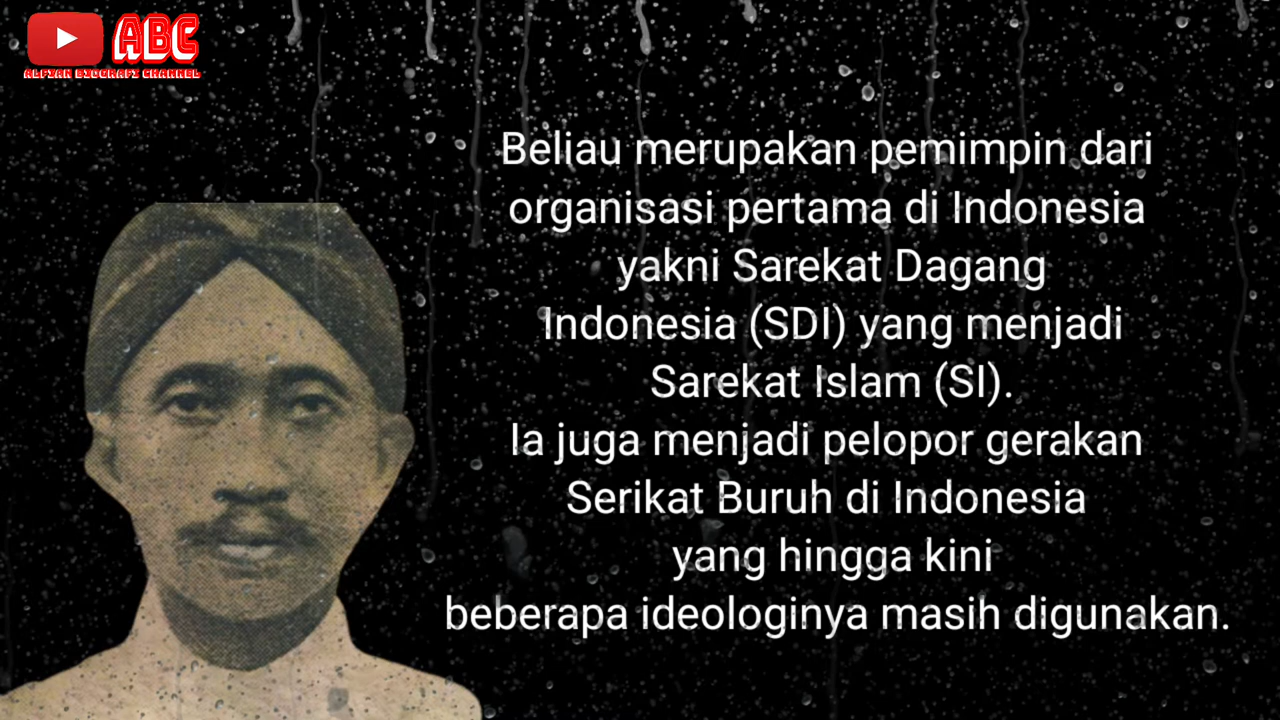 ABC
ALFIAN BIOGRAFI CHANNEL
Beliau merupakan pemimpin dari
organisasi pertama di Indonesia
yakni Sarekat Dagang
Indonesia (SDI) yang menjadi
Sarekat Islam (SI).
Ia juga menjadi pelopor gerakan
Serikat Buruh di Indonesia
yang hingga kini
beberapa ideologinya masih digunakan.